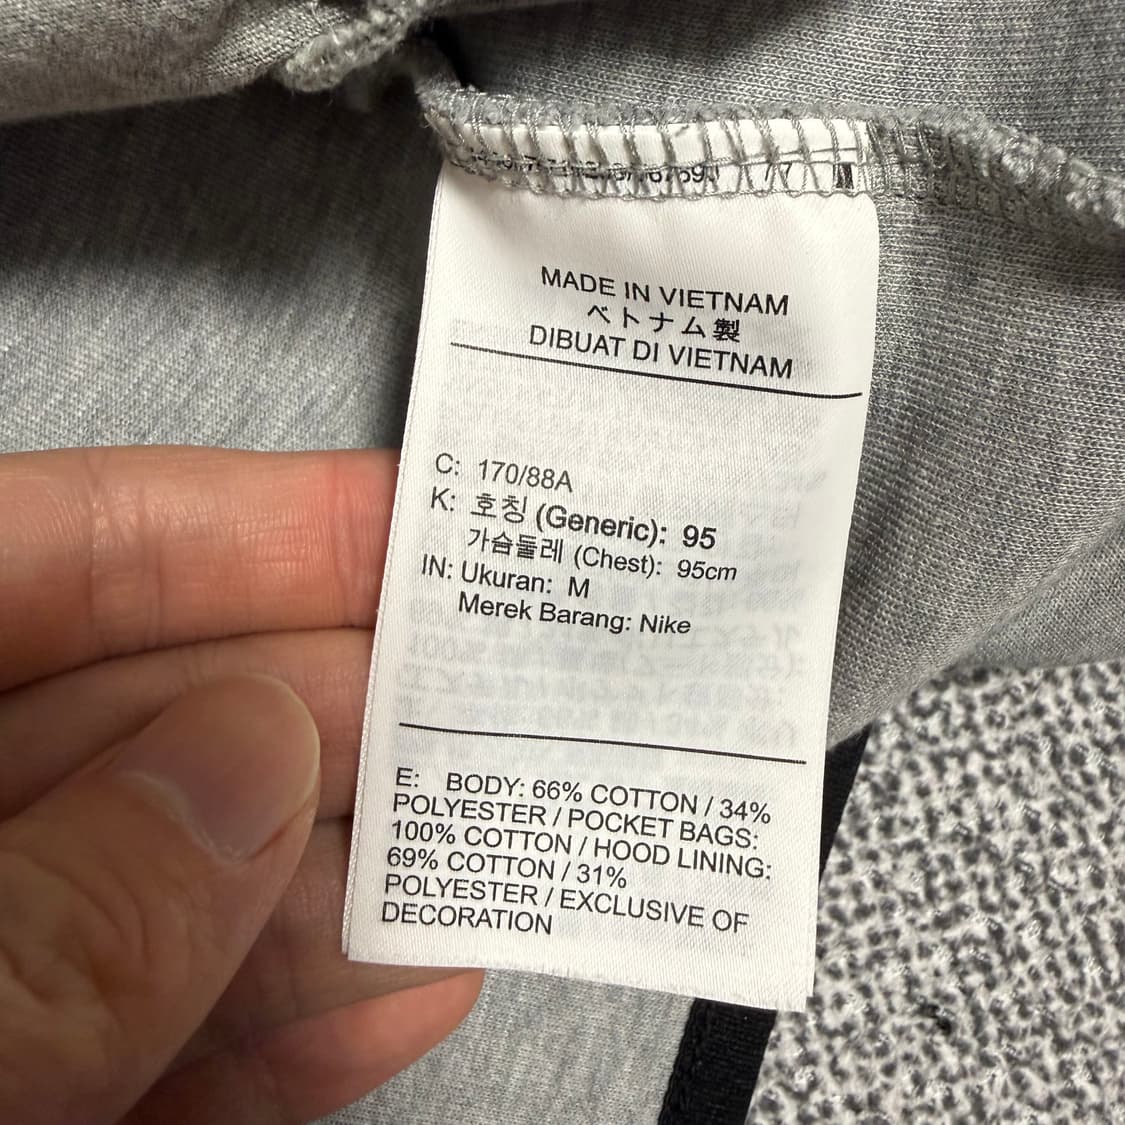 MADE IN VIETNAM
ベトナム製
DIBUAT DI VIETNAM
C: 170/88A
K: 호칭 (Generic): 95
가슴둘레 (Chest): 95cm
IN: Ukuran: M
Merek Barang: Nike
E: BODY: 66% COTTON / 34%
POLYESTER / POCKET BAGS:
100% COTTON / HOOD LINING:
69% COTTON / 31%
POLYESTER / EXCLUSIVE OF
DECORATION